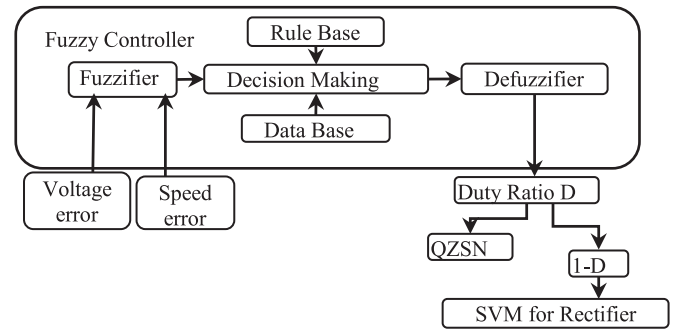 Rule Base
Fuzzy Controller
Fuzzifier
Decision Making
Defuzzifier
Data Base
Voltage
error
Speed
error
Duty Ratio D
QZSN
1-D
SVM for Rectifier